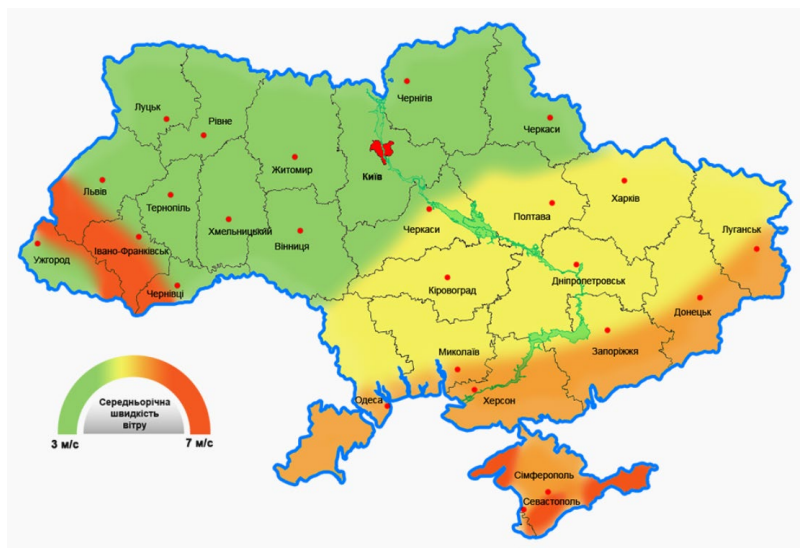 Чернігів
Луцьк
Рівне
Черкаси
Житомир
Київ
Львів
Харків
Тернопіль
Полтава
Хмельницький
Черкаси
Луганськ
Івано-Франківськ
Вінниця
Ужгород
Дніпропетровськ
Чернівці
Кіровоград
Донецьк
Миколаїв
Запоріжжя
Одеса
Херсон
Середньорічна
швидкість
вітру
3 м/с
7 м/с
Сімферополь
Севастополь